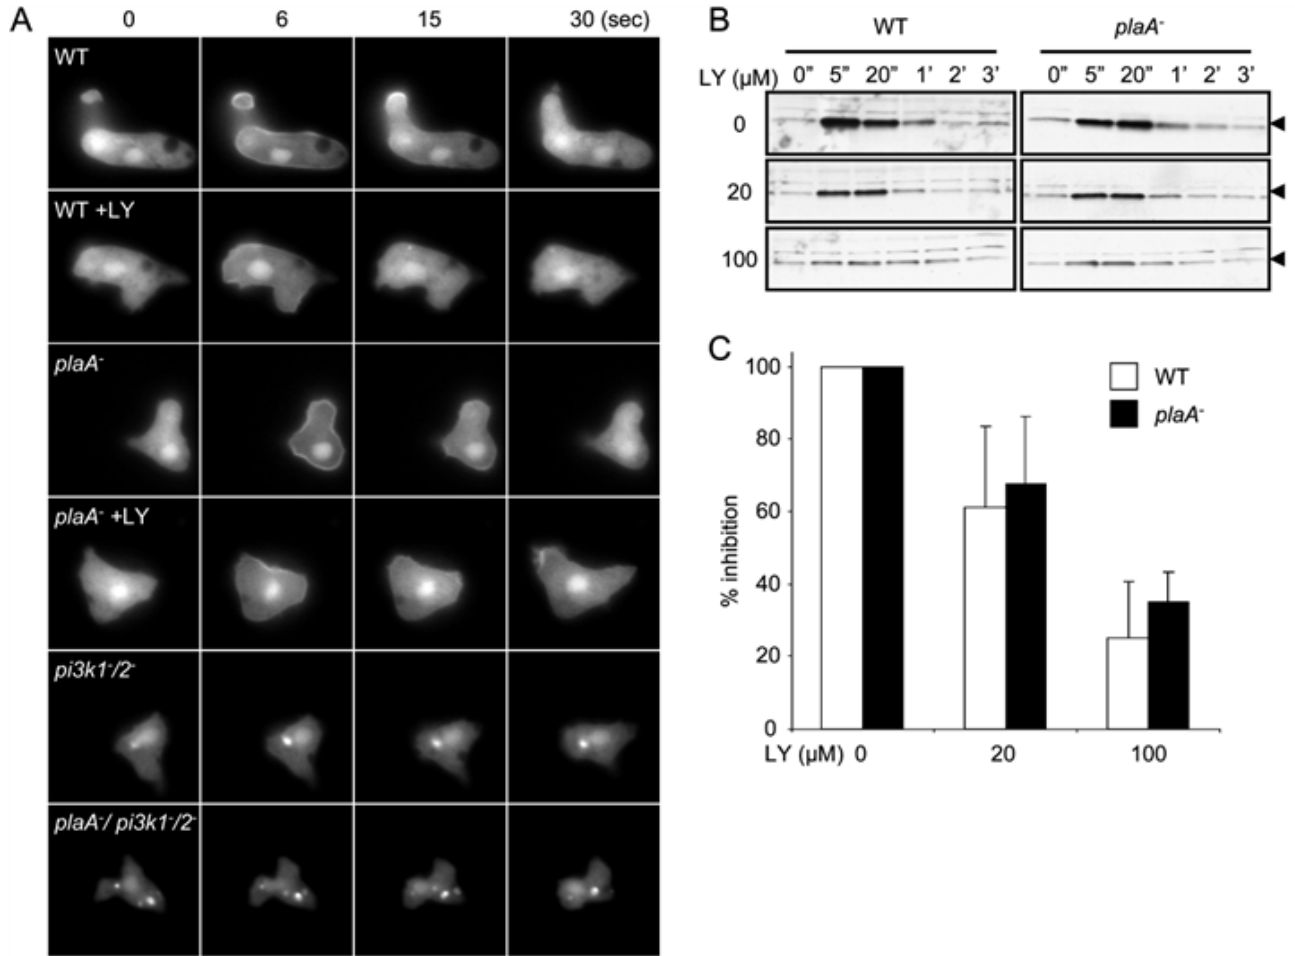 A
0 6 15 30 (sec)
WT
WT +LY
plaA-
plaA- +LY
pi3k1-/2-
plaA-/ pi3k1-/2-
B
WT plaA-
LY (µM) 0” 5” 20” 1’ 2’ 3’ 0” 5” 20” 1’ 2’ 3’
0
20
100
C
100
80
60
40
20
0
% inhibition
WT
plaA-
LY (µM) 0 20 100